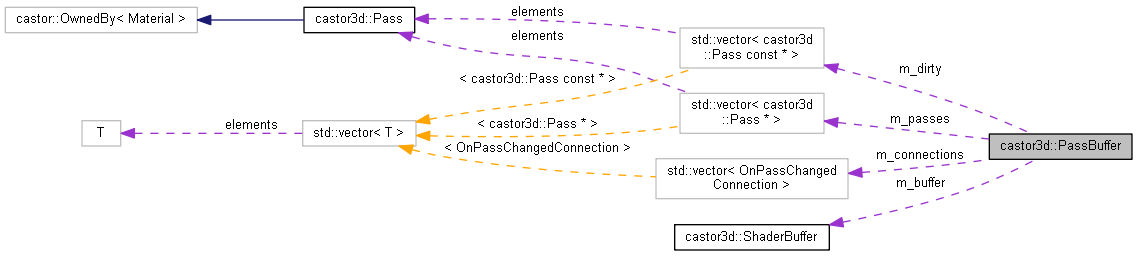 castor::OwnedBy< Material >
castor3d::Pass
elements
elements
std::vector< castor3d
::Pass const * >
m_dirty
< castor3d::Pass const * >
std::vector< castor3d
::Pass * >
m_passes
T
elements
std::vector< T >
< castor3d::Pass * >
< OnPassChangedConnection >
castor3d::PassBuffer
m_connections
std::vector< OnPassChanged
Connection >
m_buffer
castor3d::ShaderBuffer